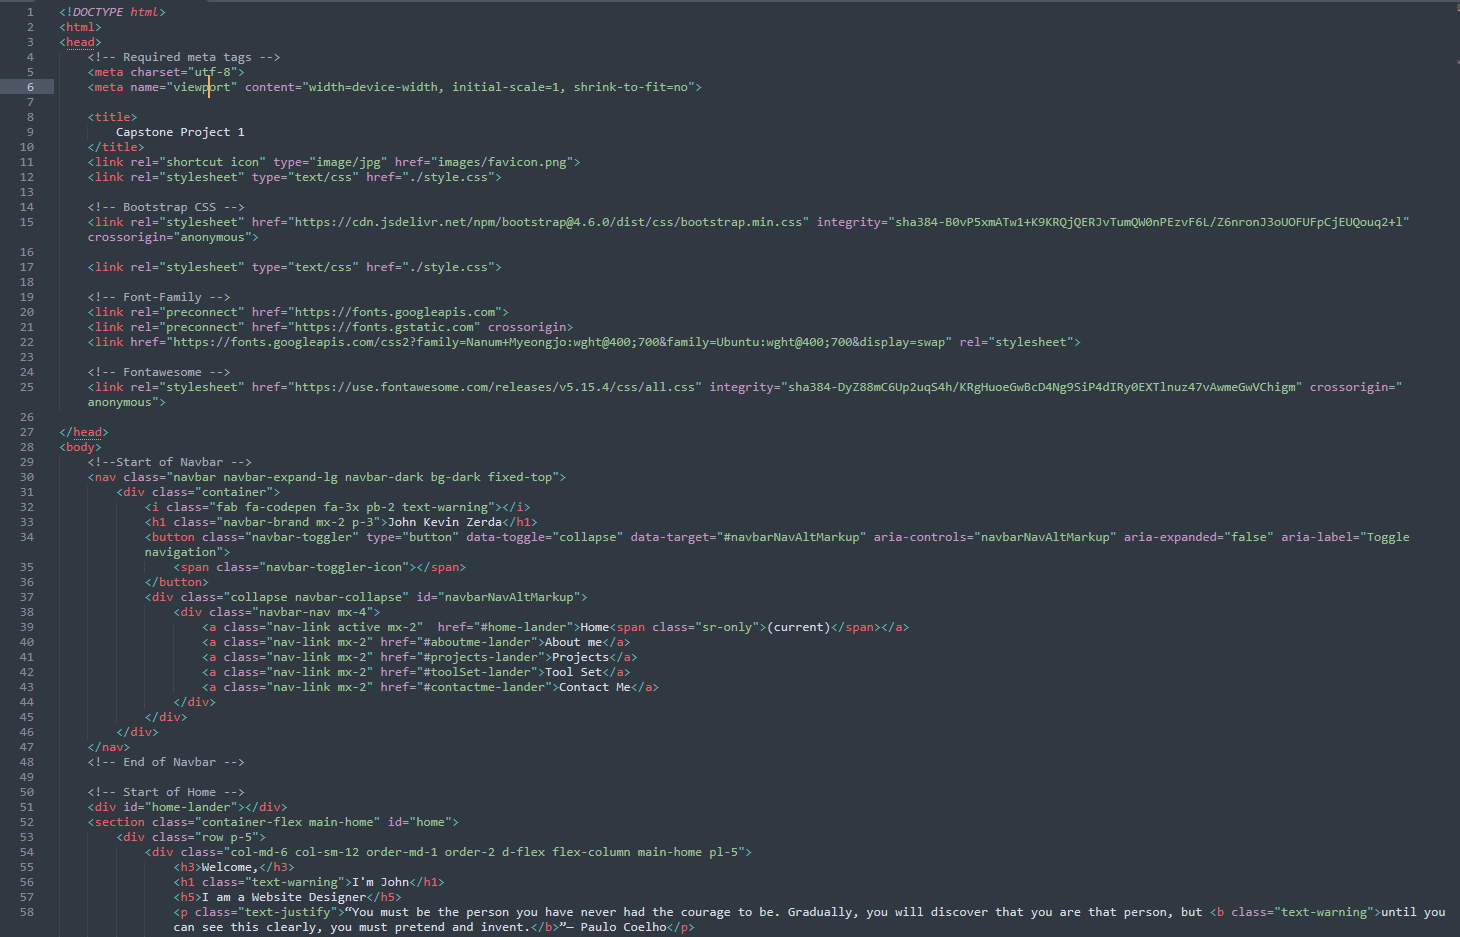 1 <!DOCTYPE html>
2 <html>
3 <head>
4 <!-- Required meta tags -->
5 <meta charset="utf-8">
6 <meta name="viewport" content="width=device-width, initial-scale=1, shrink-to-fit=no">
7
8 <title>
9 Capstone Project 1
10 </title>
11 <link rel="shortcut icon" type="image/jpg" href="images/favicon.png">
12 <link rel="stylesheet" type="text/css" href="./style.css">
13
14 <!-- Bootstrap CSS -->
15 <link rel="stylesheet" href="https://cdn.jsdelivr.net/npm/bootstrap@4.6.0/dist/css/bootstrap.min.css" integrity="sha384-B0vP5xmATw1+K9KRQjQERJvTumQW0nPEzvF6L/Z6nronJ3oUOFUFpCjEUQouq2+l"
crossorigin="anonymous">
16
17 <link rel="stylesheet" type="text/css" href="./style.css">
18
19 <!-- Font-Family -->
20 <link rel="preconnect" href="https://fonts.googleapis.com">
21 <link rel="preconnect" href="https://fonts.gstatic.com" crossorigin>
22 <link href="https://fonts.googleapis.com/css2?family=Nanum+Myeongjo:wght@400;700&family=Ubuntu:wght@400;700&display=swap" rel="stylesheet">
23
24 <!-- Fontawesome -->
25 <link rel="stylesheet" href="https://use.fontawesome.com/releases/v5.15.4/css/all.css" integrity="sha384-DyZ88mC6Up2uqS4h/KRgHuoeGwBcD4Ng9SiP4dIRy0EXTlnuz47vAwmeGwVChigm" crossorigin="
anonymous">
26
27 </head>
28 <body>
29 <!--Start of Navbar -->
30 <nav class="navbar navbar-expand-lg navbar-dark bg-dark fixed-top">
31 <div class="container">
32 <i class="fab fa-codepen fa-3x pb-2 text-warning"></i>
33 <h1 class="navbar-brand mx-2 p-3">John Kevin Zerda</h1>
34 <button class="navbar-toggler" type="button" data-toggle="collapse" data-target="#navbarNavAltMarkup" aria-controls="navbarNavAltMarkup" aria-expanded="false" aria-label="Toggle
navigation">
35 <span class="navbar-toggler-icon"></span>
36 </button>
37 <div class="collapse navbar-collapse" id="navbarNavAltMarkup">
38 <div class="navbar-nav mx-4">
39 <a class="nav-link active mx-2"  href="#home-lander">Home<span class="sr-only">(current)</span></a>
40 <a class="nav-link mx-2" href="#aboutme-lander">About me</a>
41 <a class="nav-link mx-2" href="#projects-lander">Projects</a>
42 <a class="nav-link mx-2" href="#toolSet-lander">Tool Set</a>
43 <a class="nav-link mx-2" href="#contactme-lander">Contact Me</a>
44 </div>
45 </div>
46 </div>
47 </nav>
48 <!-- End of Navbar -->
49
50 <!-- Start of Home -->
51 <div id="home-lander"></div>
52 <section class="container-flex main-home" id="home">
53 <div class="row p-5">
54 <div class="col-md-6 col-sm-12 order-md-1 order-2 d-flex flex-column main-home pl-5">
55 <h3>Welcome,</h3>
56 <h1 class="text-warning">I'm John</h1>
57 <h5>I am a Website Designer</h5>
58 <p class="text-justify">“You must be the person you have never had the courage to be. Gradually, you will discover that you are that person, but <b class="text-warning">until you
can see this clearly, you must pretend and invent.</b>”― Paulo Coelho</p>